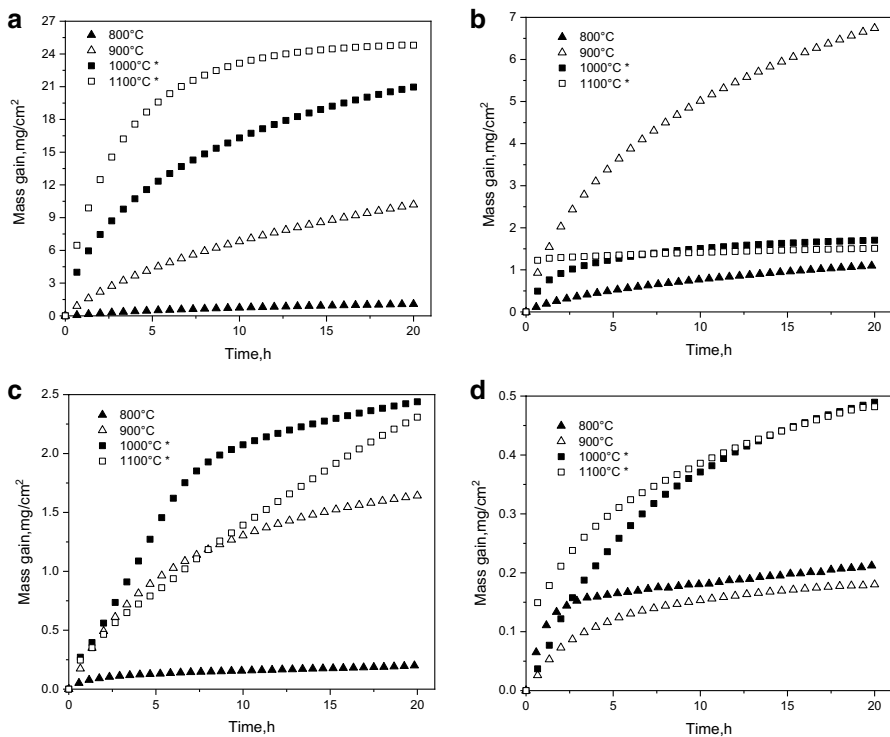 a
800°C
900°C
1000°C *
1100°C *
27
24
21
18
15
12
9
6
3
0
Mass gain,mg/cm²
0 5 10 15 20
Time,h
b
800°C
900°C
1000°C *
1100°C *
7
6
5
4
3
2
1
0
Mass gain,mg/cm²
0 5 10 15 20
Time,h
c
800°C
900°C
1000°C *
1100°C *
2.5
2.0
1.5
1.0
0.5
0.0
Mass gain,mg/cm²
0 5 10 15 20
Time,h
d
800°C
900°C
1000°C *
1100°C *
0.5
0.4
0.3
0.2
0.1
0.0
Mass gain,mg/cm²
0 5 10 15 20
Time,h